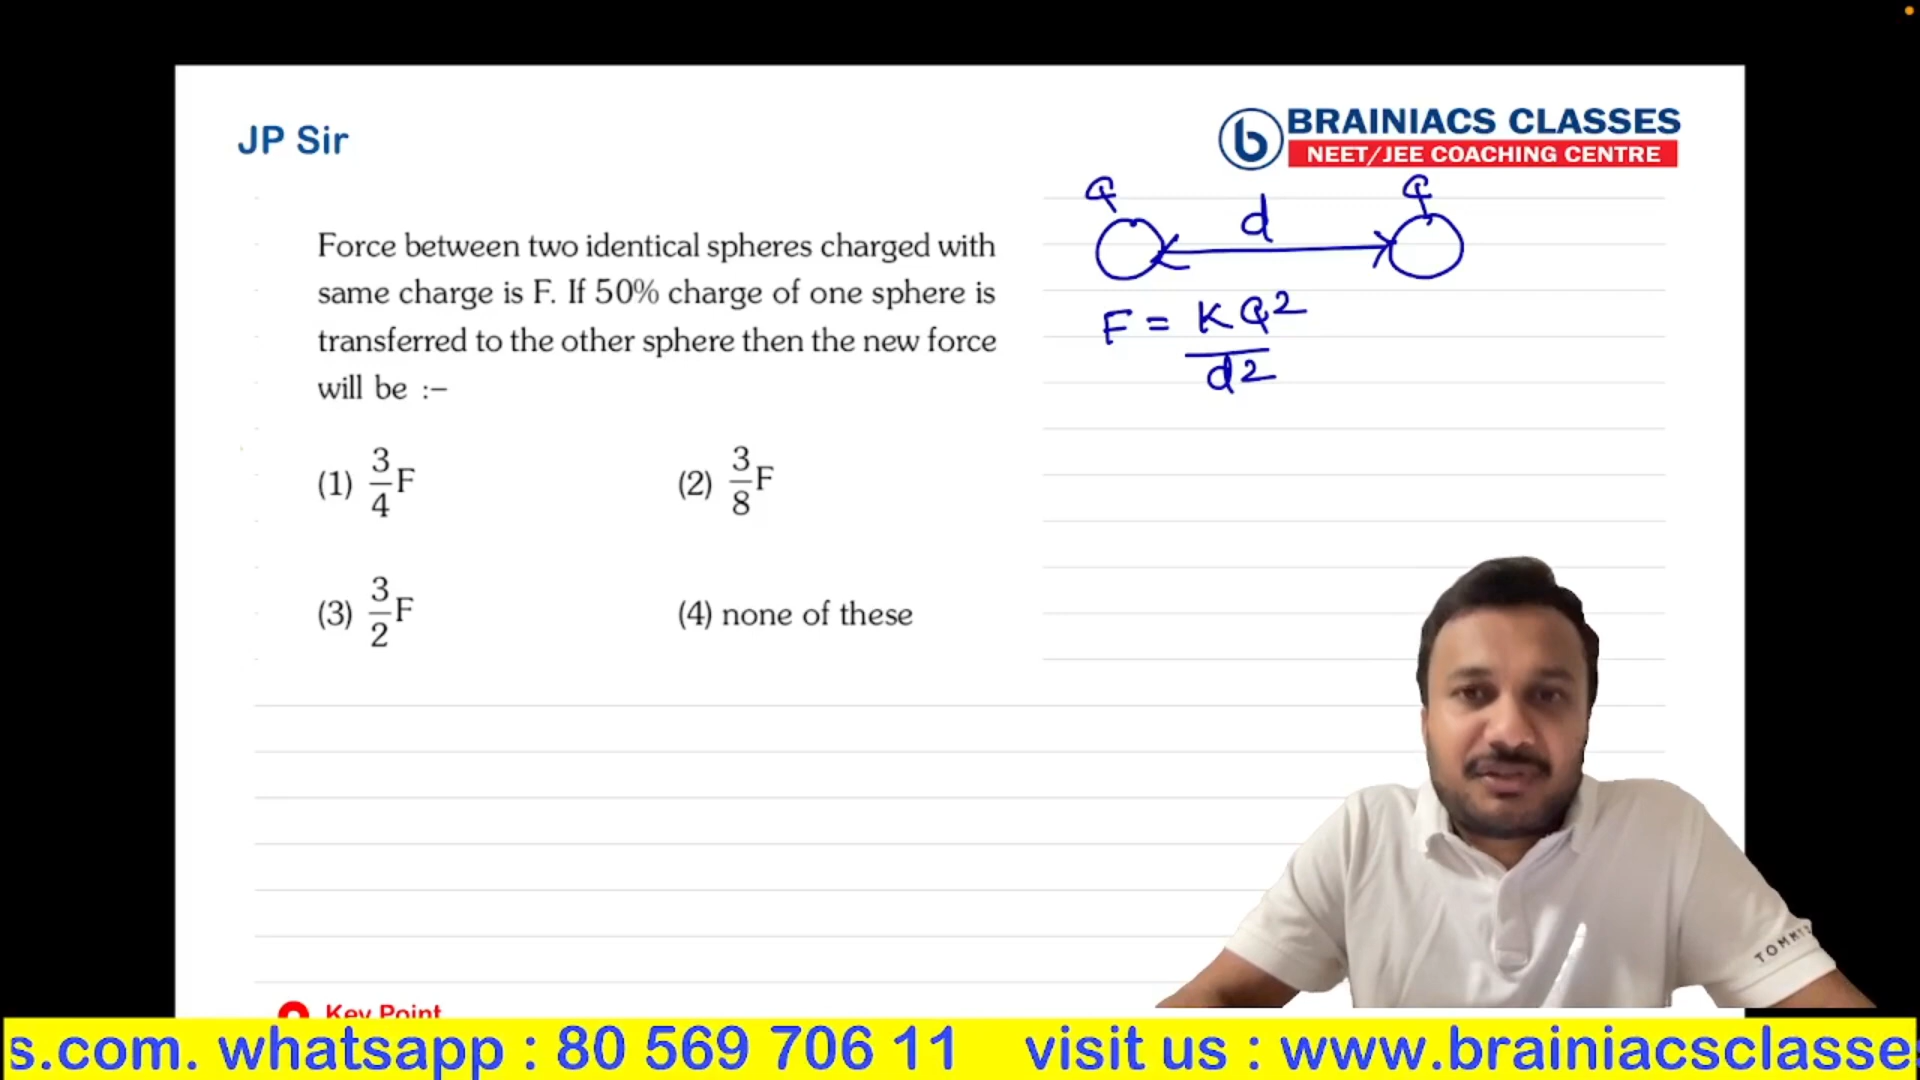 JP Sir
BRAINIACS CLASSES
NEET/JEE COACHING CENTRE
Q Q
d
F = KQ2
d2
Force between two identical spheres charged with
same charge is F. If 50% charge of one sphere is
transferred to the other sphere then the new force
will be :–
(1) 3/4 F (2) 3/8 F
(3) 3/2 F (4) none of these
TOMMY
Key Point
s.com. whatsapp : 80 569 706 11 visit us : www.brainiacsclasse